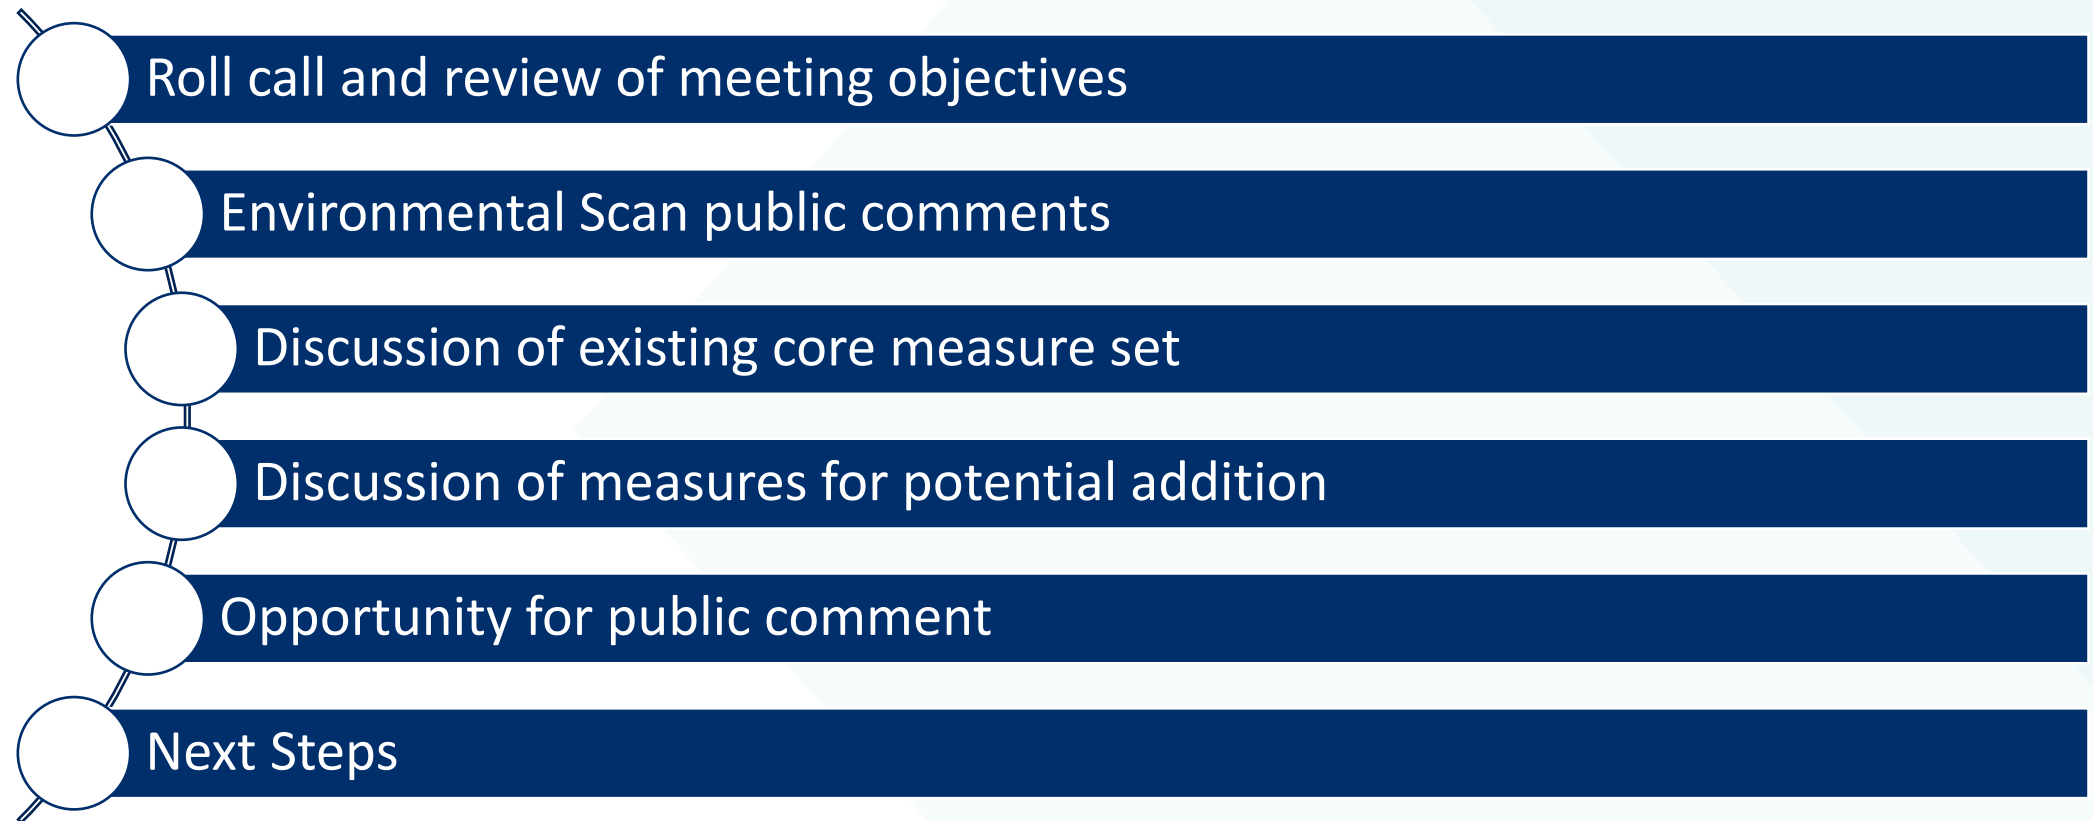 Roll call and review of meeting objectives
Environmental Scan public comments
Discussion of existing core measure set
Discussion of measures for potential addition
Opportunity for public comment
Next Steps